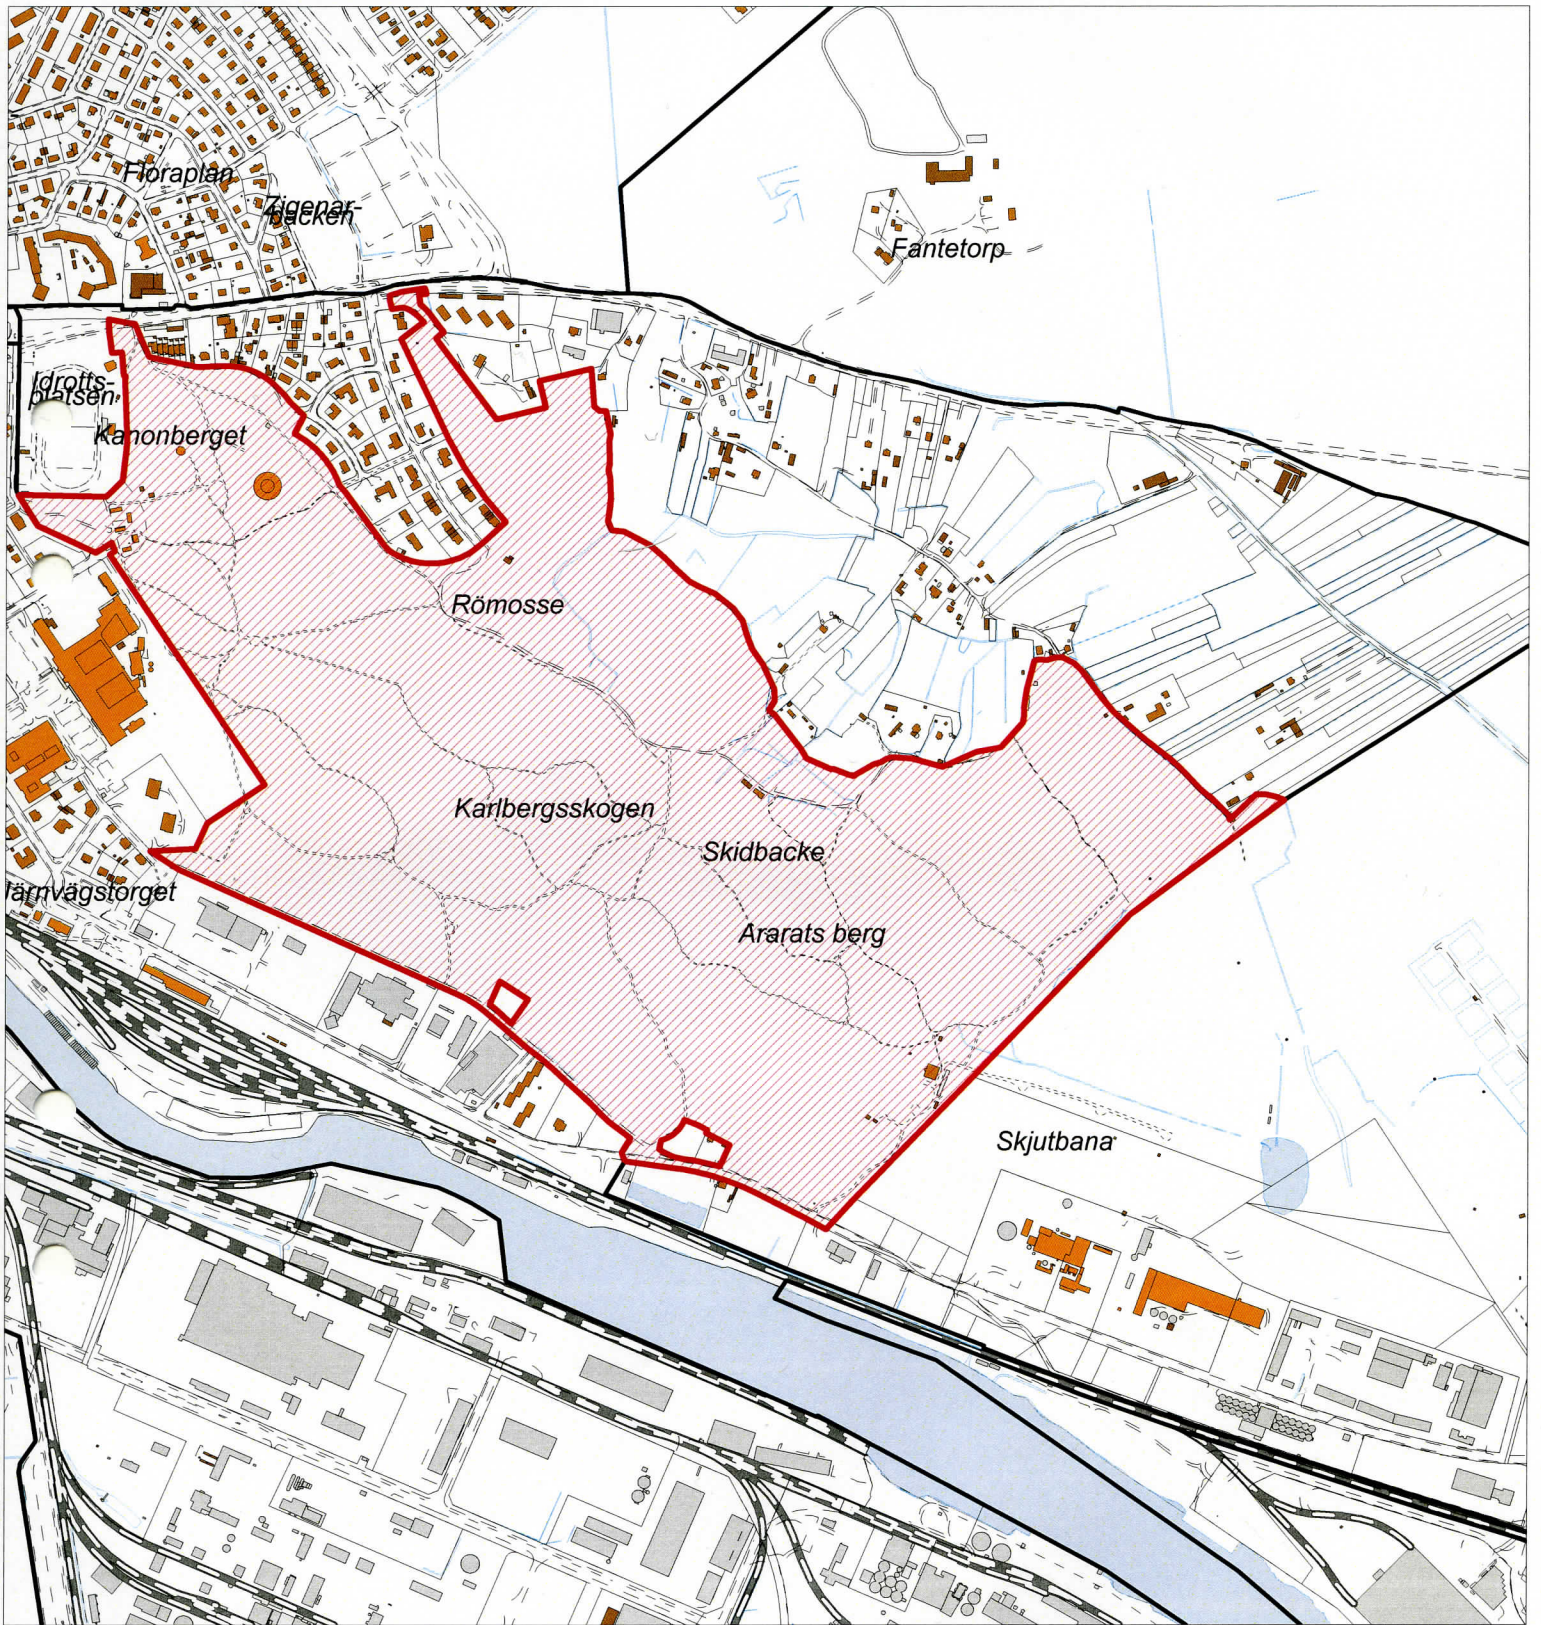 Floraplan
Zigenar-
backen
Fantetorp
Idrotts-
platsen
Kanonberget
Römosse
Karlbergsskogen
Skidbacke
Järnvägstorget
Ararats berg
Skjutbana